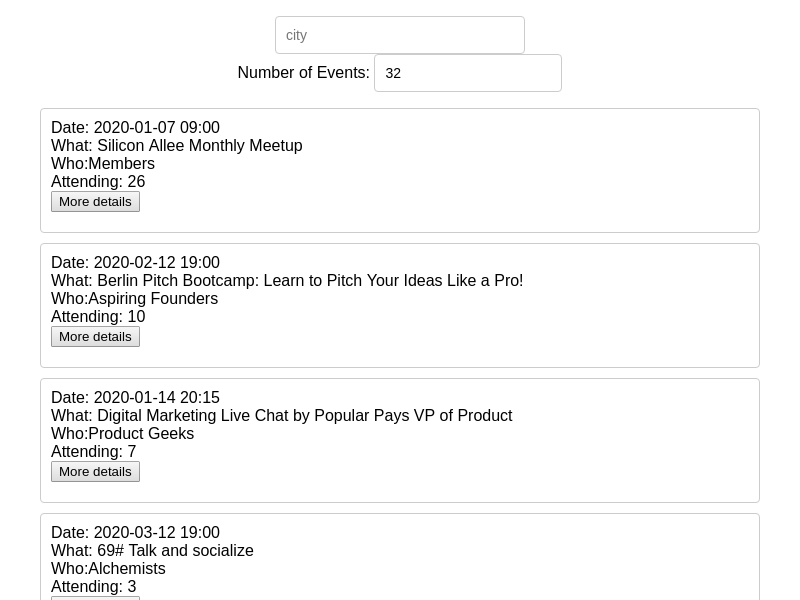 city
Number of Events: 32
Date: 2020-01-07 09:00
What: Silicon Allee Monthly Meetup
Who:Members
Attending: 26
More details
Date: 2020-02-12 19:00
What: Berlin Pitch Bootcamp: Learn to Pitch Your Ideas Like a Pro!
Who:Aspiring Founders
Attending: 10
More details
Date: 2020-01-14 20:15
What: Digital Marketing Live Chat by Popular Pays VP of Product
Who:Product Geeks
Attending: 7
More details
Date: 2020-03-12 19:00
What: 69# Talk and socialize
Who:Alchemists
Attending: 3